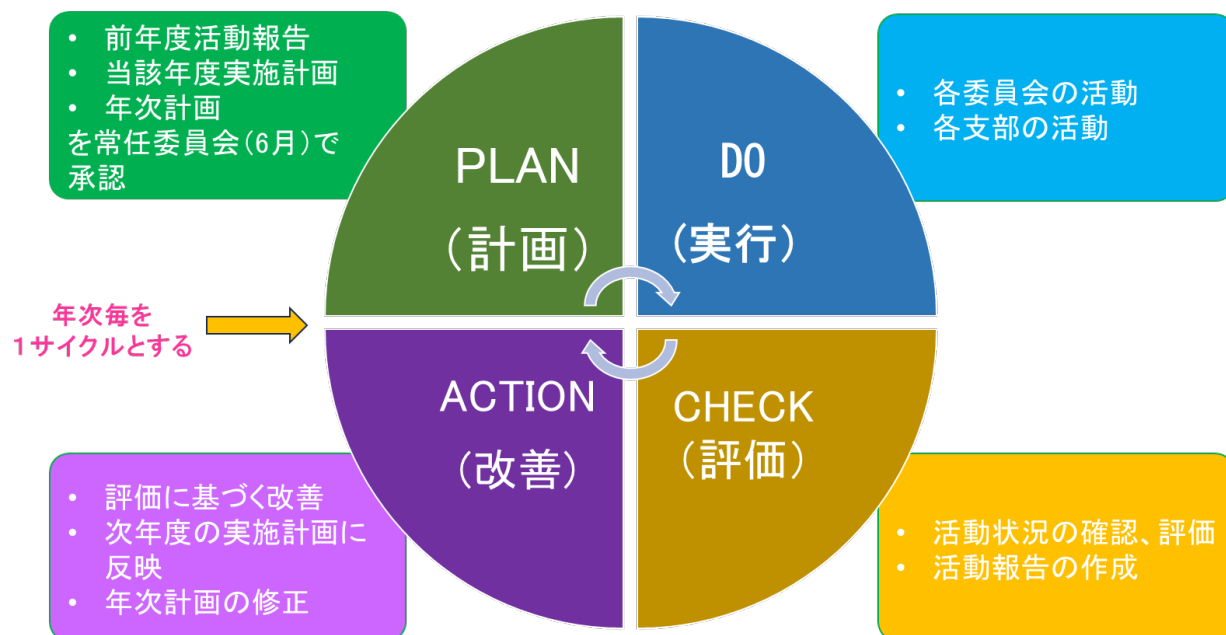 • 前年度活動報告
• 当該年度実施計画
• 年次計画
を常任委員会(6月)で
承認
PLAN
(計画)
DO
(実行)
• 各委員会の活動
• 各支部の活動
年次毎を
1サイクルとする
ACTION
(改善)
CHECK
(評価)
• 評価に基づく改善
• 次年度の実施計画に
反映
• 年次計画の修正
• 活動状況の確認、評価
• 活動報告の作成